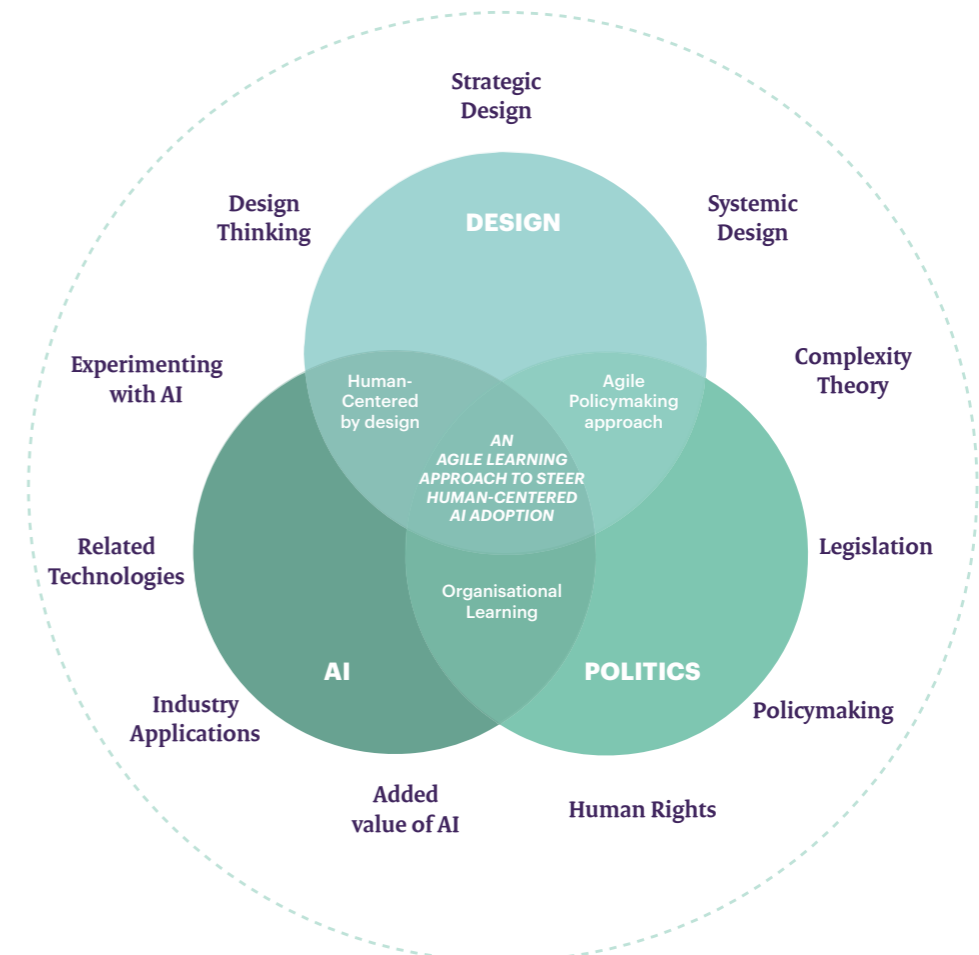 Strategic
Design
Design
Thinking
DESIGN
Systemic
Design
Experimenting
with AI
Human-
Centered
by design
Agile
Policymaking
approach
Complexity
Theory
AN
AGILE LEARNING
APPROACH TO STEER
HUMAN-CENTERED
AI ADOPTION
Related
Technologies
Legislation
Organisational
Learning
AI
POLITICS
Industry
Applications
Policymaking
Added
value of AI
Human Rights